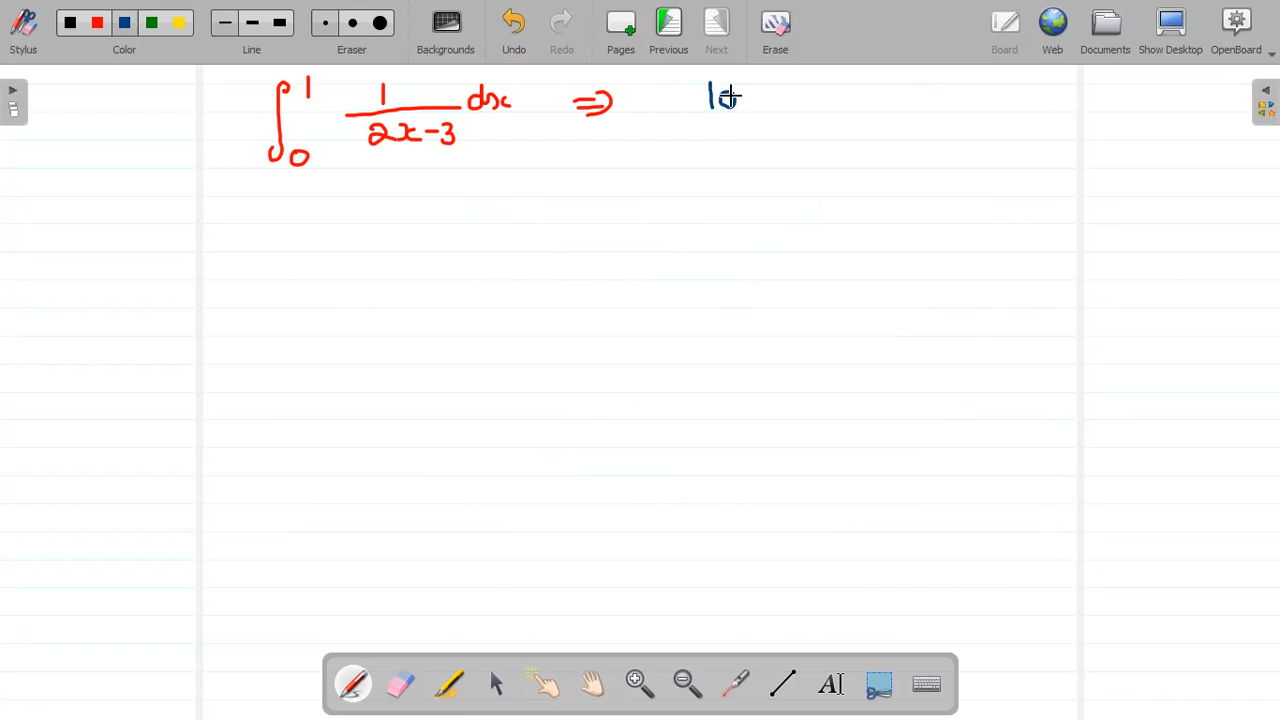 Stylus Color Line Eraser Backgrounds Undo Redo Pages Previous Next Erase Board Web Documents Show Desktop OpenBoard
∫₀¹ 1/(2x-3) dx ⇒